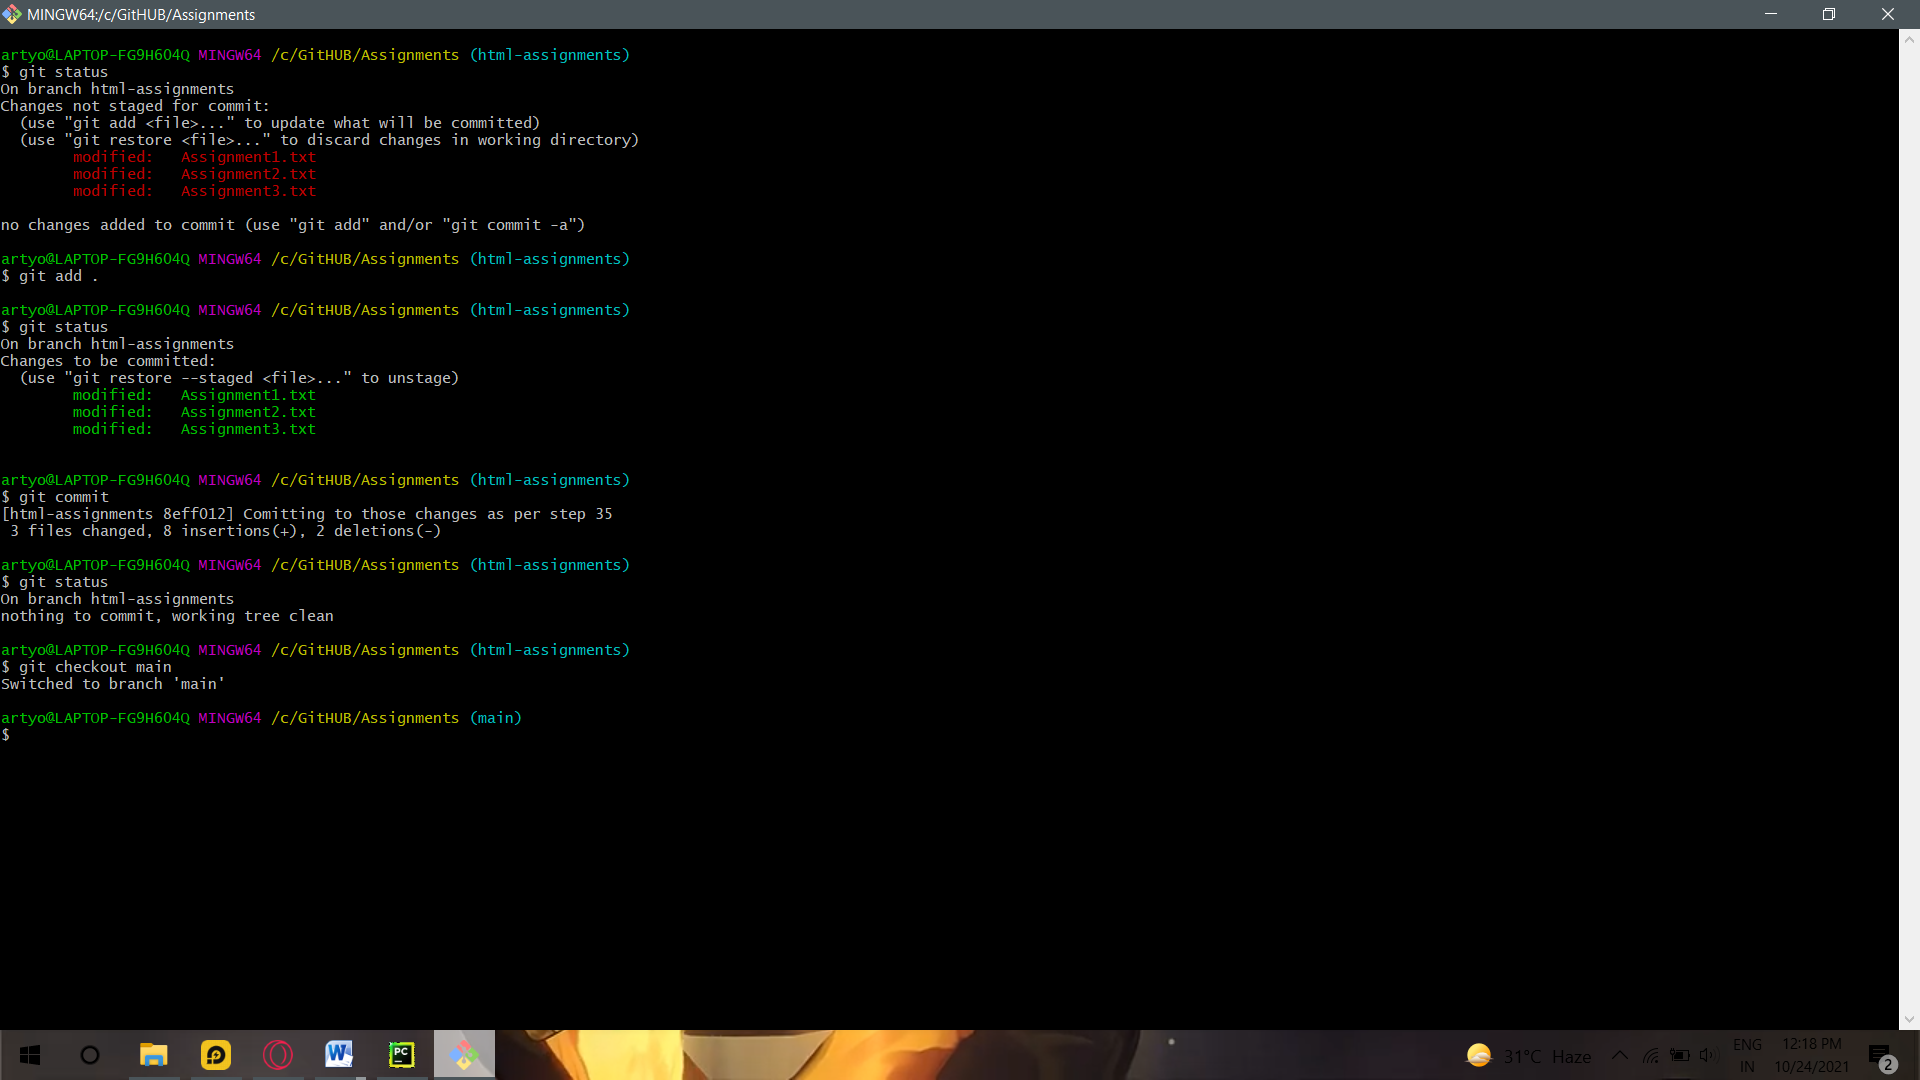 MINGW64:/c/GitHUB/Assignments
artyo@LAPTOP-FG9H6O4Q MINGW64 /c/GitHUB/Assignments (html-assignments)
$ git status
On branch html-assignments
Changes not staged for commit:
  (use "git add <file>..." to update what will be committed)
  (use "git restore <file>..." to discard changes in working directory)
        modified:   Assignment1.txt
        modified:   Assignment2.txt
        modified:   Assignment3.txt
no changes added to commit (use "git add" and/or "git commit -a")
artyo@LAPTOP-FG9H6O4Q MINGW64 /c/GitHUB/Assignments (html-assignments)
$ git add .
artyo@LAPTOP-FG9H6O4Q MINGW64 /c/GitHUB/Assignments (html-assignments)
$ git status
On branch html-assignments
Changes to be committed:
  (use "git restore --staged <file>..." to unstage)
        modified:   Assignment1.txt
        modified:   Assignment2.txt
        modified:   Assignment3.txt
artyo@LAPTOP-FG9H6O4Q MINGW64 /c/GitHUB/Assignments (html-assignments)
$ git commit
[html-assignments 8eff012] Comitting to those changes as per step 35
 3 files changed, 8 insertions(+), 2 deletions(-)
artyo@LAPTOP-FG9H6O4Q MINGW64 /c/GitHUB/Assignments (html-assignments)
$ git status
On branch html-assignments
nothing to commit, working tree clean
artyo@LAPTOP-FG9H6O4Q MINGW64 /c/GitHUB/Assignments (html-assignments)
$ git checkout main
Switched to branch 'main'
artyo@LAPTOP-FG9H6O4Q MINGW64 /c/GitHUB/Assignments (main)
$
W
PC
31°C Haze
ENG
IN
12:18 PM
10/24/2021
2